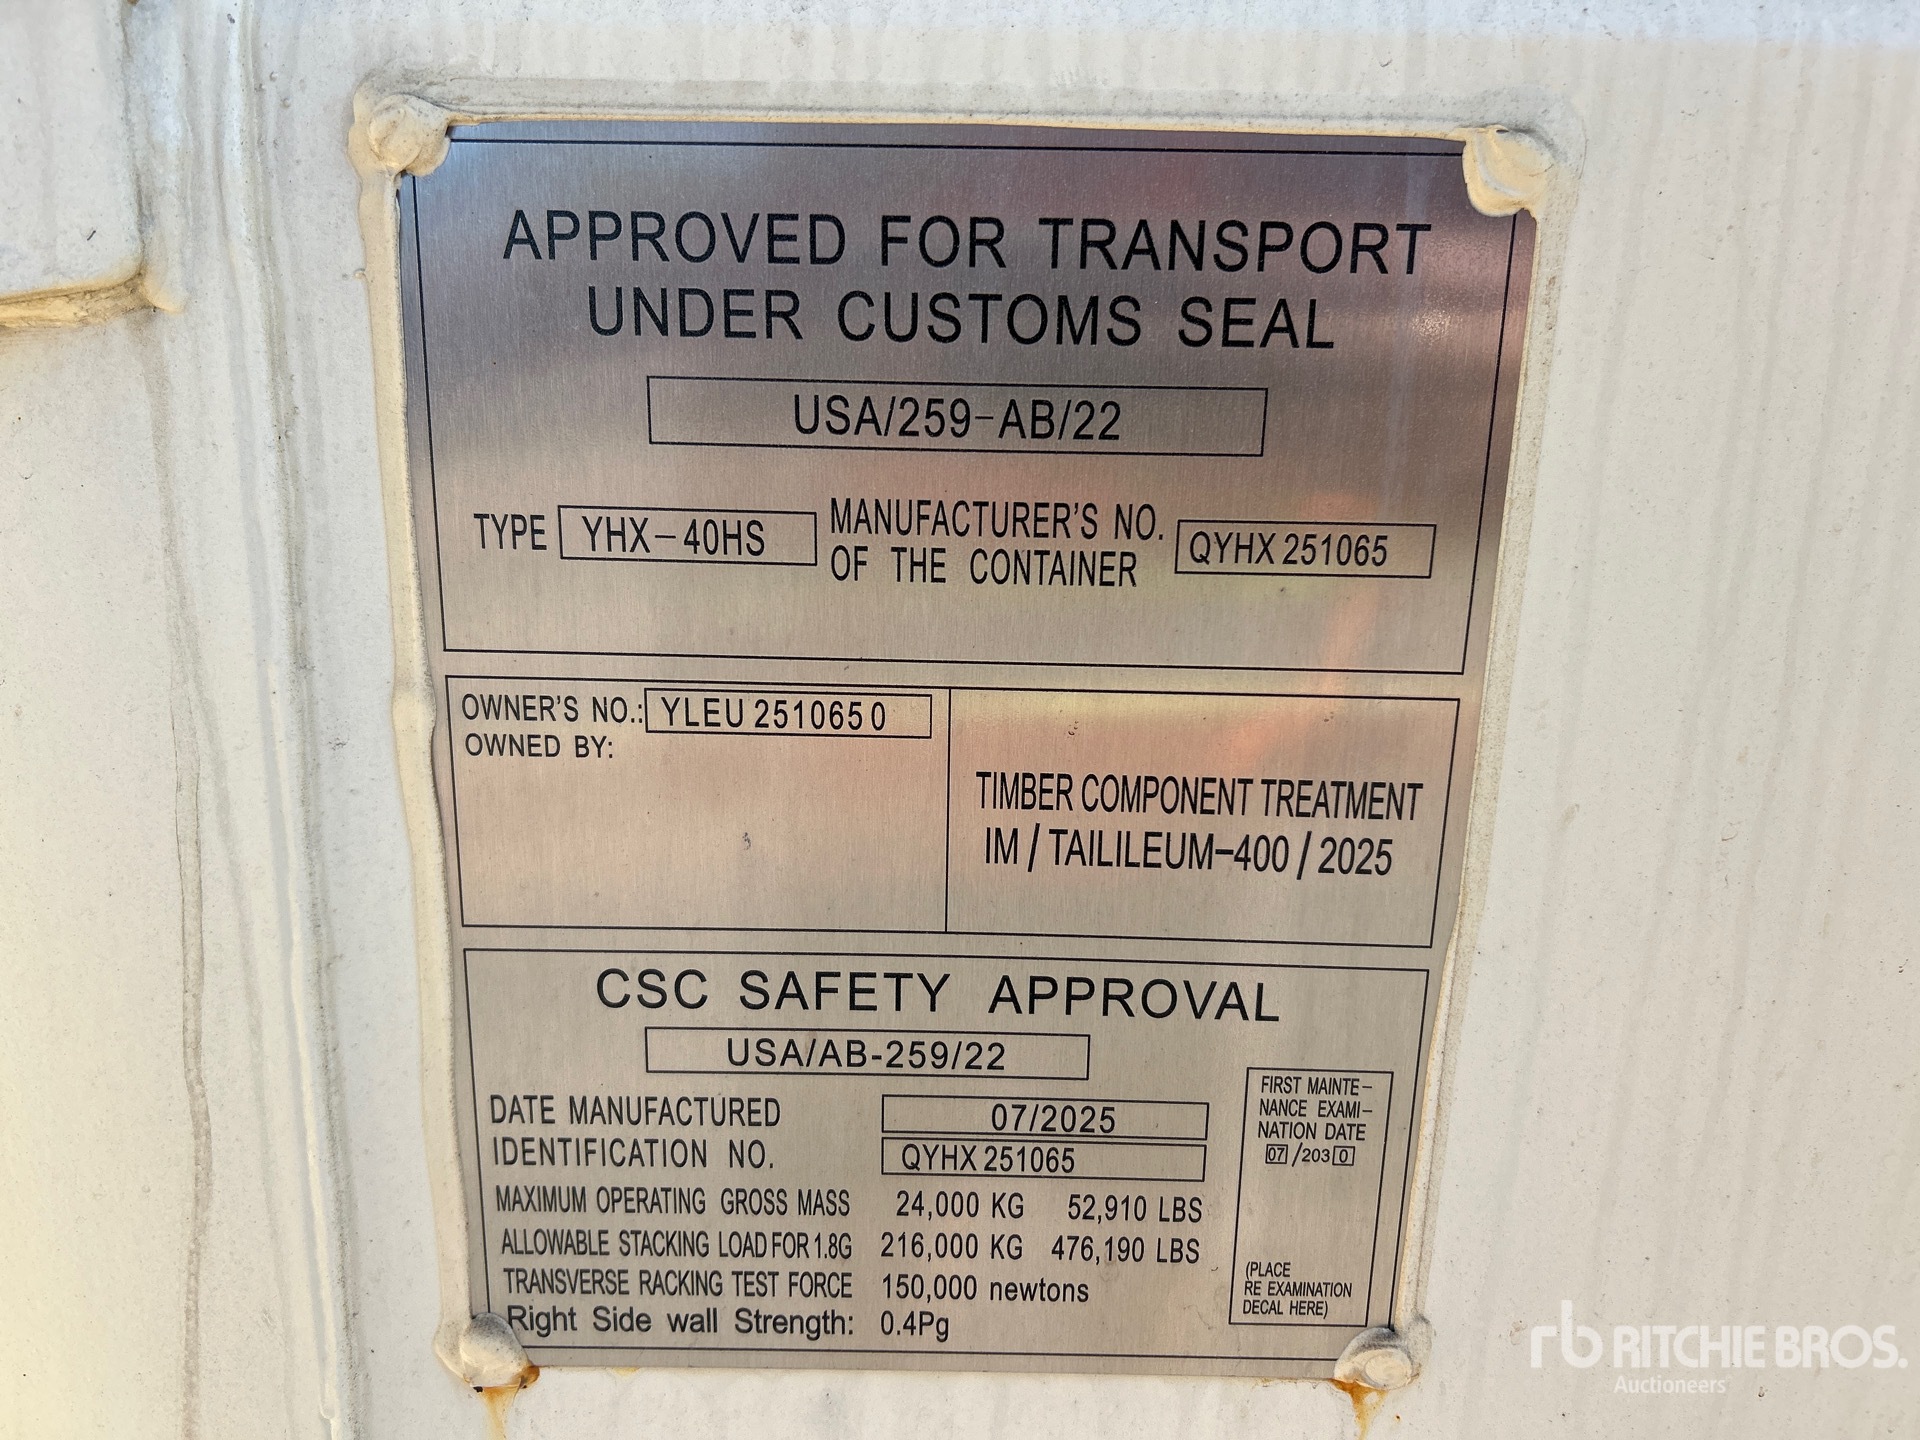 APPROVED FOR TRANSPORT
UNDER CUSTOMS SEAL
USA/259-AB/22
TYPE YHX-40HS MANUFACTURER'S NO. OF THE CONTAINER QYHX 251065
OWNER'S NO.: YLEU 251065 0
OWNED BY:
TIMBER COMPONENT TREATMENT
IM / TAILILEUM-400 / 2025
CSC SAFETY APPROVAL
USA/AB-259/22
DATE MANUFACTURED 07/2025
IDENTIFICATION NO. QYHX 251065
MAXIMUM OPERATING GROSS MASS 24,000 KG 52,910 LBS
ALLOWABLE STACKING LOAD FOR 1.8G 216,000 KG 476,190 LBS
TRANSVERSE RACKING TEST FORCE 150,000 newtons
Right Side wall Strength: 0.4Pg
FIRST MAINTE-
NANCE EXAMI-
NATION DATE
07/2030
(PLACE
RE EXAMINATION
DECAL HERE)
rb RITCHIE BROS.
Auctioneers